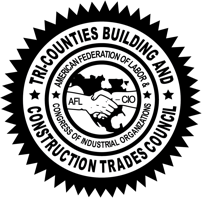 TRI-COUNTIES BUILDING AND
CONSTRUCTION TRADES COUNCIL
AMERICAN FEDERATION OF LABOR &
CONGRESS OF INDUSTRIAL ORGANIZATIONS
AFL
CIO